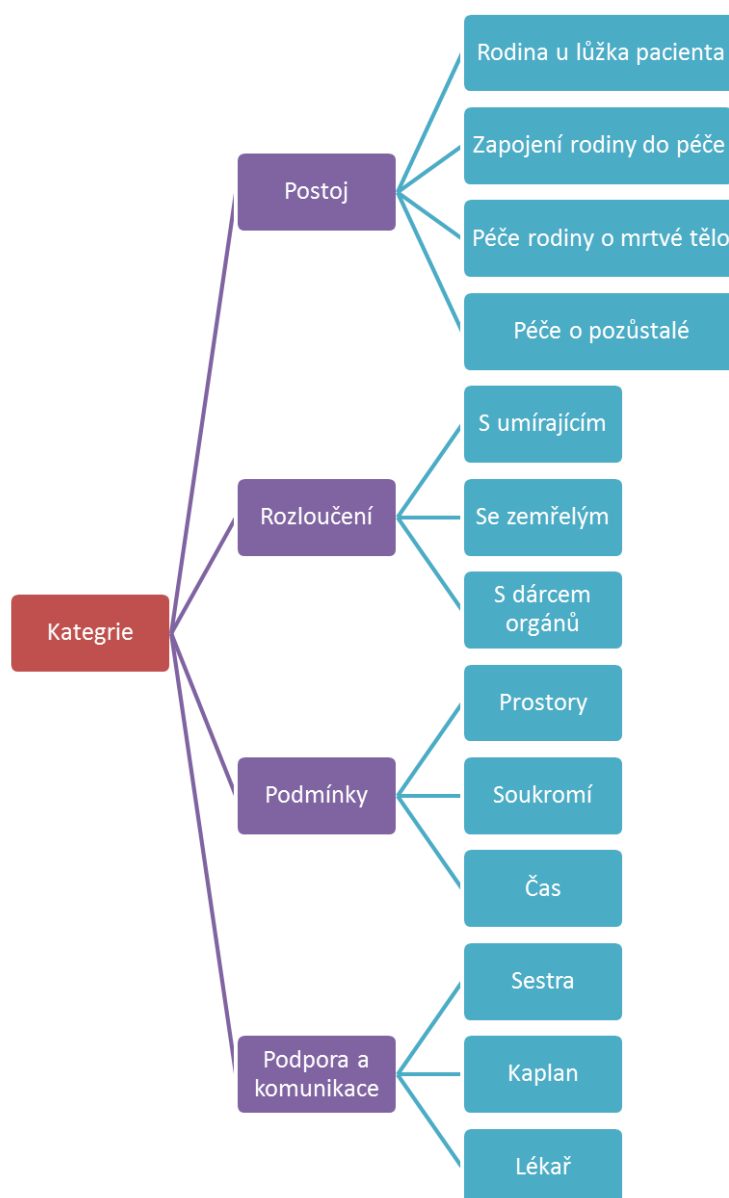 Kategrie
Postoj
Rodina u lůžka pacienta
Zapojení rodiny do péče
Péče rodiny o mrtvé tělo
Péče o pozůstalé
Rozloučení
S umírajícím
Se zemřelým
S dárcem
orgánů
Podmínky
Prostory
Soukromí
Čas
Podpora a
komunikace
Sestra
Kaplan
Lékař